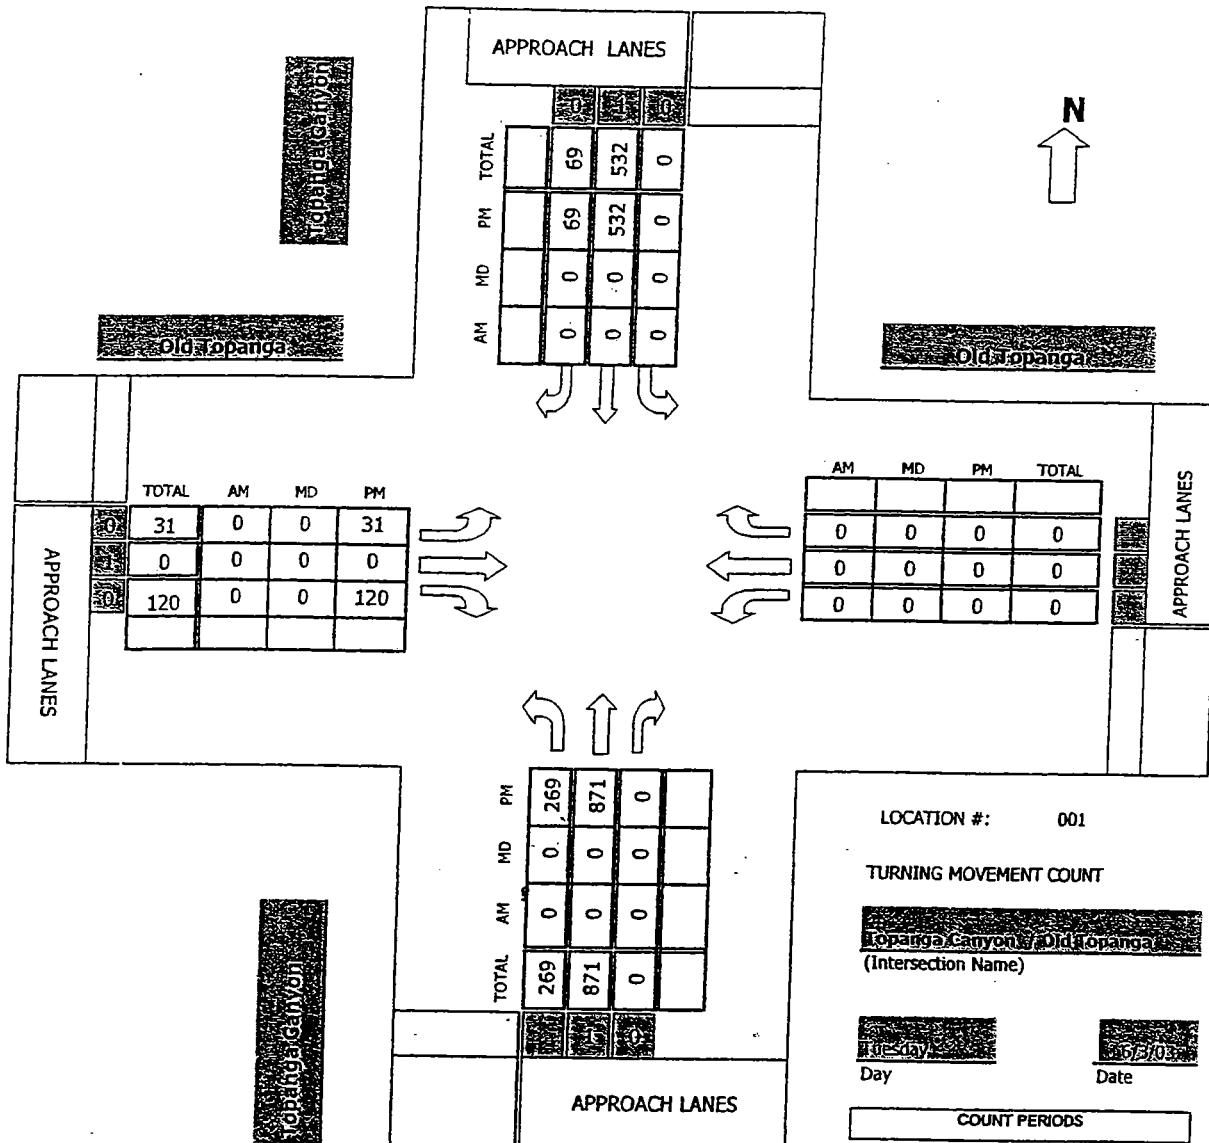 APPROACH LANES
0 1 0
TOTAL 69 532 0
PM 69 532 0
MD 0 0 0
AM 0 0 0
Topanga Canyon
N
Old Topanga
Old Topanga
TOTAL AM MD PM
0 31 0 0 31
1 0 0 0 0
0 120 0 0 120
APPROACH LANES
AM MD PM TOTAL
0 0 0 0
0 0 0 0
0 0 0 0
APPROACH LANES
PM 269 871 0
MD 0 0 0
AM 0 0 0
TOTAL 269 871 0
1 0
APPROACH LANES
Topanga Canyon
LOCATION #: 001
TURNING MOVEMENT COUNT
Topanga Canyon / Old Topanga
(Intersection Name)
Tuesday
Day
6/3/03
Date
COUNT PERIODS